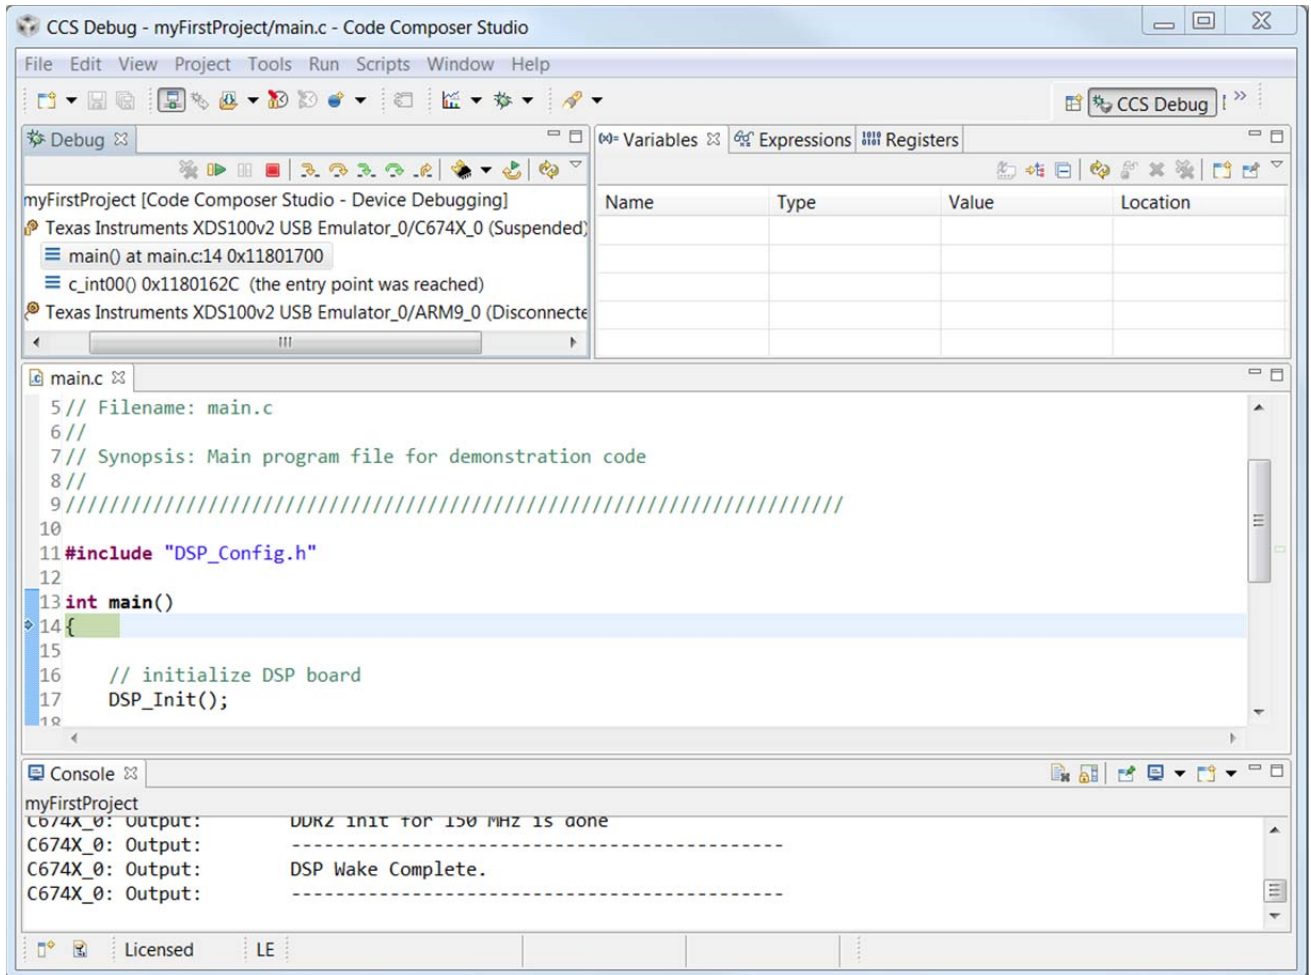 CCS Debug - myFirstProject/main.c - Code Composer Studio
File Edit View Project Tools Run Scripts Window Help
CCS Debug
Debug
Variables Expressions Registers
myFirstProject [Code Composer Studio - Device Debugging]
Texas Instruments XDS100v2 USB Emulator_0/C674X_0 (Suspended)
main() at main.c:14 0x11801700
c_int00() 0x1180162C (the entry point was reached)
Texas Instruments XDS100v2 USB Emulator_0/ARM9_0 (Disconnecte
Name Type Value Location
main.c
5 // Filename: main.c
6 //
7 // Synopsis: Main program file for demonstration code
8 //
9 ///////////////////////////////////////////////////////////////////////
10
11 #include "DSP_Config.h"
12
13 int main()
14 {
15
16 // initialize DSP board
17 DSP_Init();
18
Console
myFirstProject
C674X_0: Output: DDR2 init for 150 MHz is done
C674X_0: Output: ---------------------------------------------
C674X_0: Output: DSP Wake Complete.
C674X_0: Output: ---------------------------------------------
Licensed LE